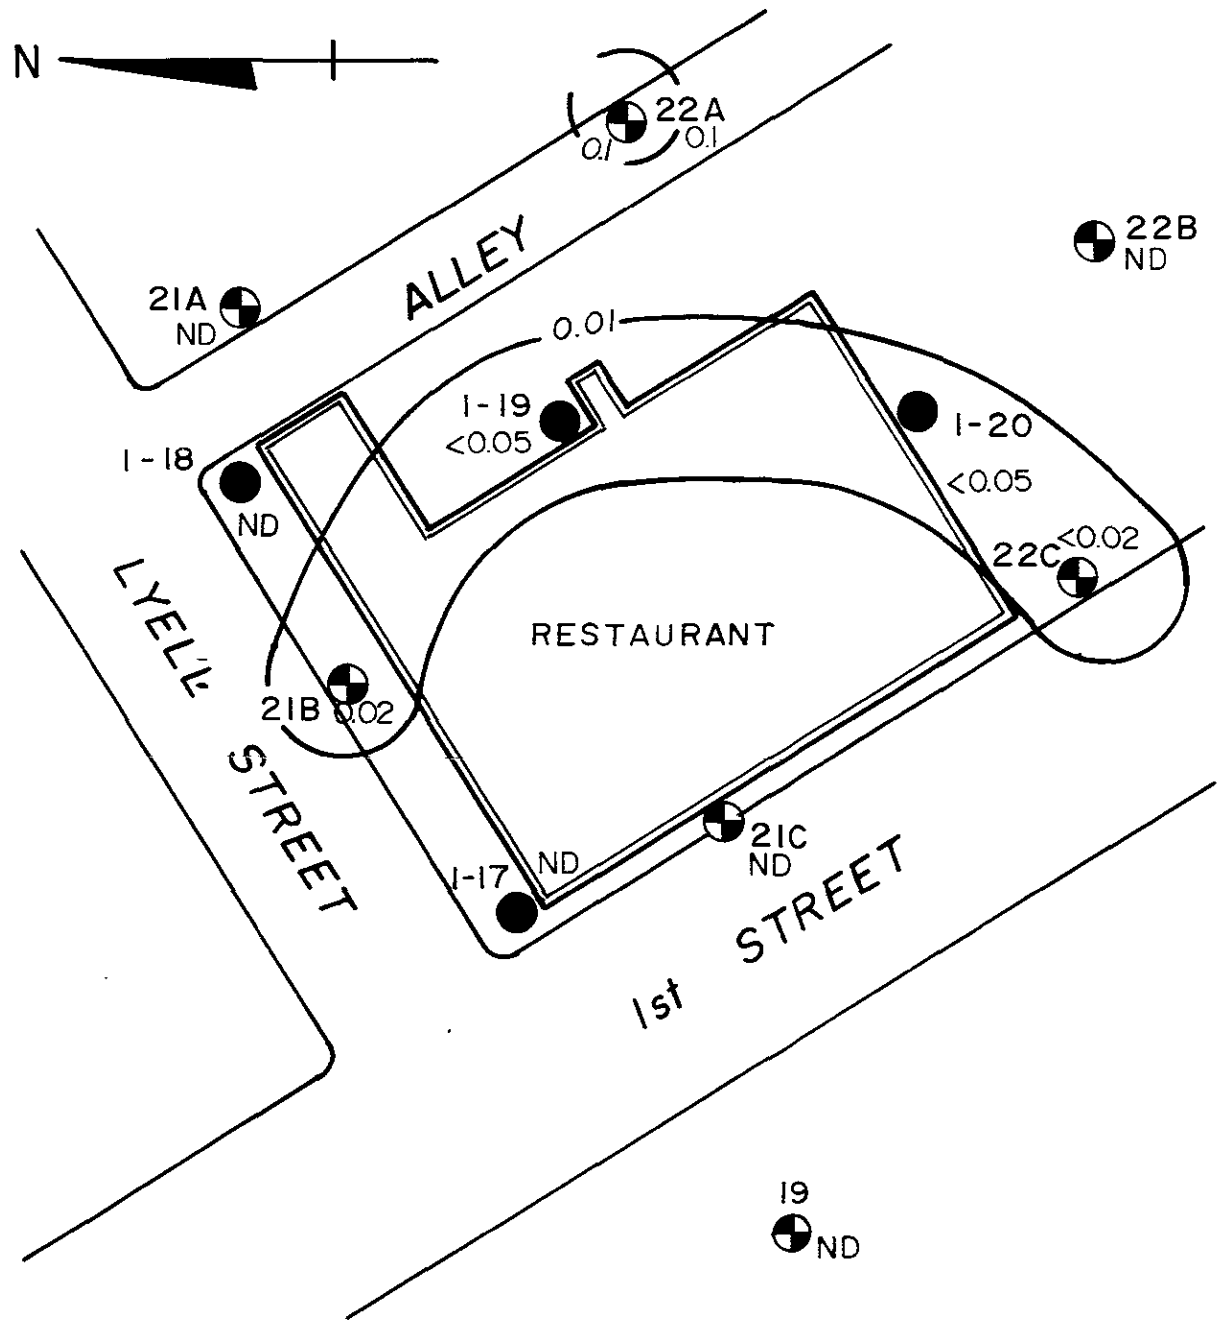 N
22A
0.1
0.1
22B
ND
21A
ND
ALLEY
0.01
1-19
<0.05
1-20
<0.05
1-18
ND
22C
<0.02
LYELL STREET
RESTAURANT
21B
0.02
21C
ND
1-17
ND
1st STREET
19
ND